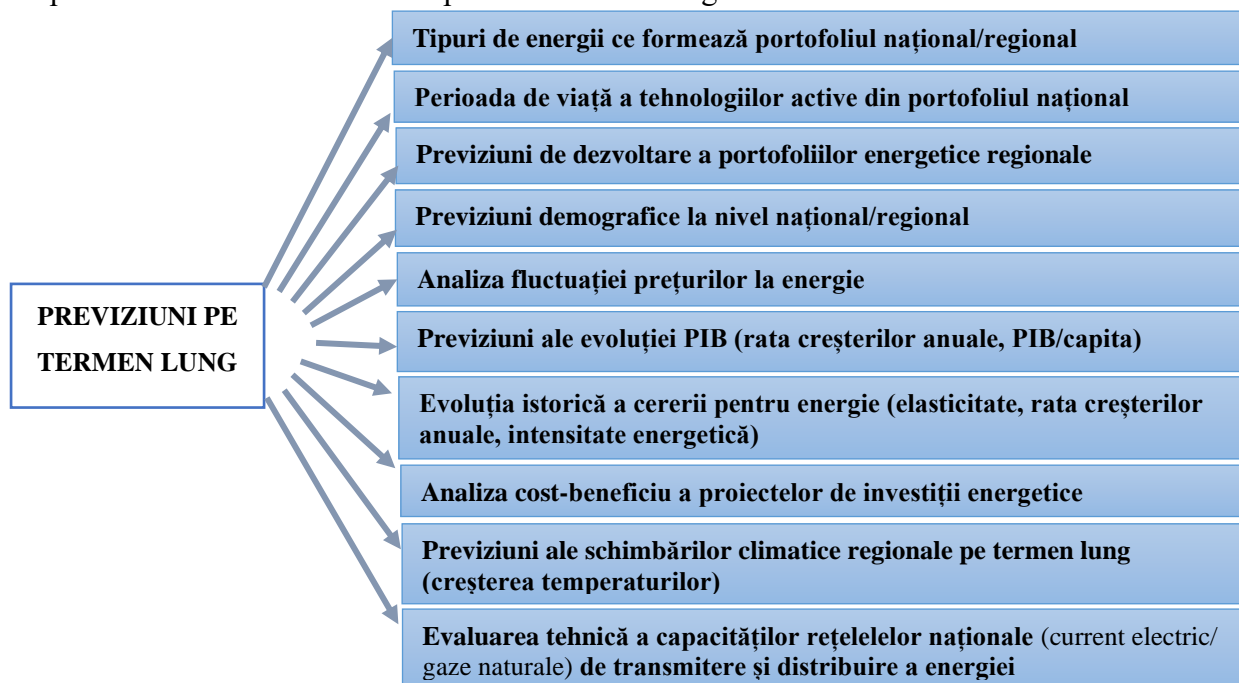 Tipuri de energii ce formează portofoliul național/regional
Perioada de viață a tehnologiilor active din portofoliul național
Previziuni de dezvoltare a portofoliilor energetice regionale
Previziuni demografice la nivel național/regional
Analiza fluctuației prețurilor la energie
PREVIZIUNI PE
TERMEN LUNG
Previziuni ale evoluției PIB (rata creșterilor anuale, PIB/capita)
Evoluția istorică a cererii pentru energie (elasticitate, rata creșterilor
anuale, intensitate energetică)
Analiza cost-beneficiu a proiectelor de investiții energetice
Previziuni ale schimbărilor climatice regionale pe termen lung
(creșterea temperaturilor)
Evaluarea tehnică a capacităților rețelelelor naționale (current electric/
gaze naturale) de transmitere și distribuire a energiei